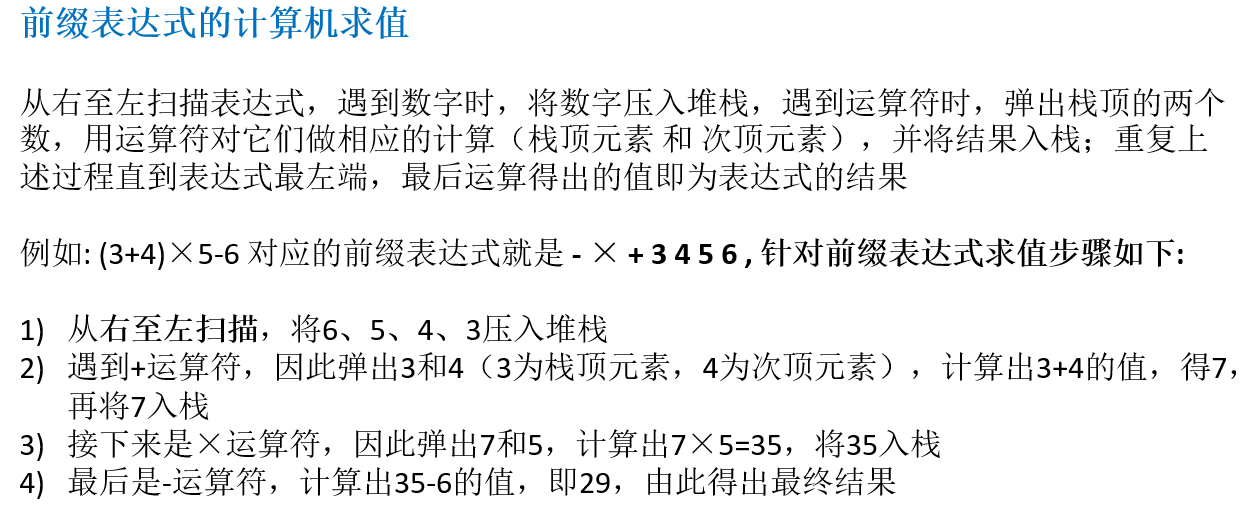 前缀表达式的计算机求值
从右至左扫描表达式，遇到数字时，将数字压入堆栈，遇到运算符时，弹出栈顶的两个
数，用运算符对它们做相应的计算（栈顶元素 和 次顶元素），并将结果入栈；重复上
述过程直到表达式最左端，最后运算得出的值即为表达式的结果
例如: (3+4)×5-6 对应的前缀表达式就是 - × + 3 4 5 6 , 针对前缀表达式求值步骤如下:
1) 从右至左扫描，将6、5、4、3压入堆栈
2) 遇到+运算符，因此弹出3和4（3为栈顶元素，4为次顶元素），计算出3+4的值，得7，
再将7入栈
3) 接下来是×运算符，因此弹出7和5，计算出7×5=35，将35入栈
4) 最后是-运算符，计算出35-6的值，即29，由此得出最终结果